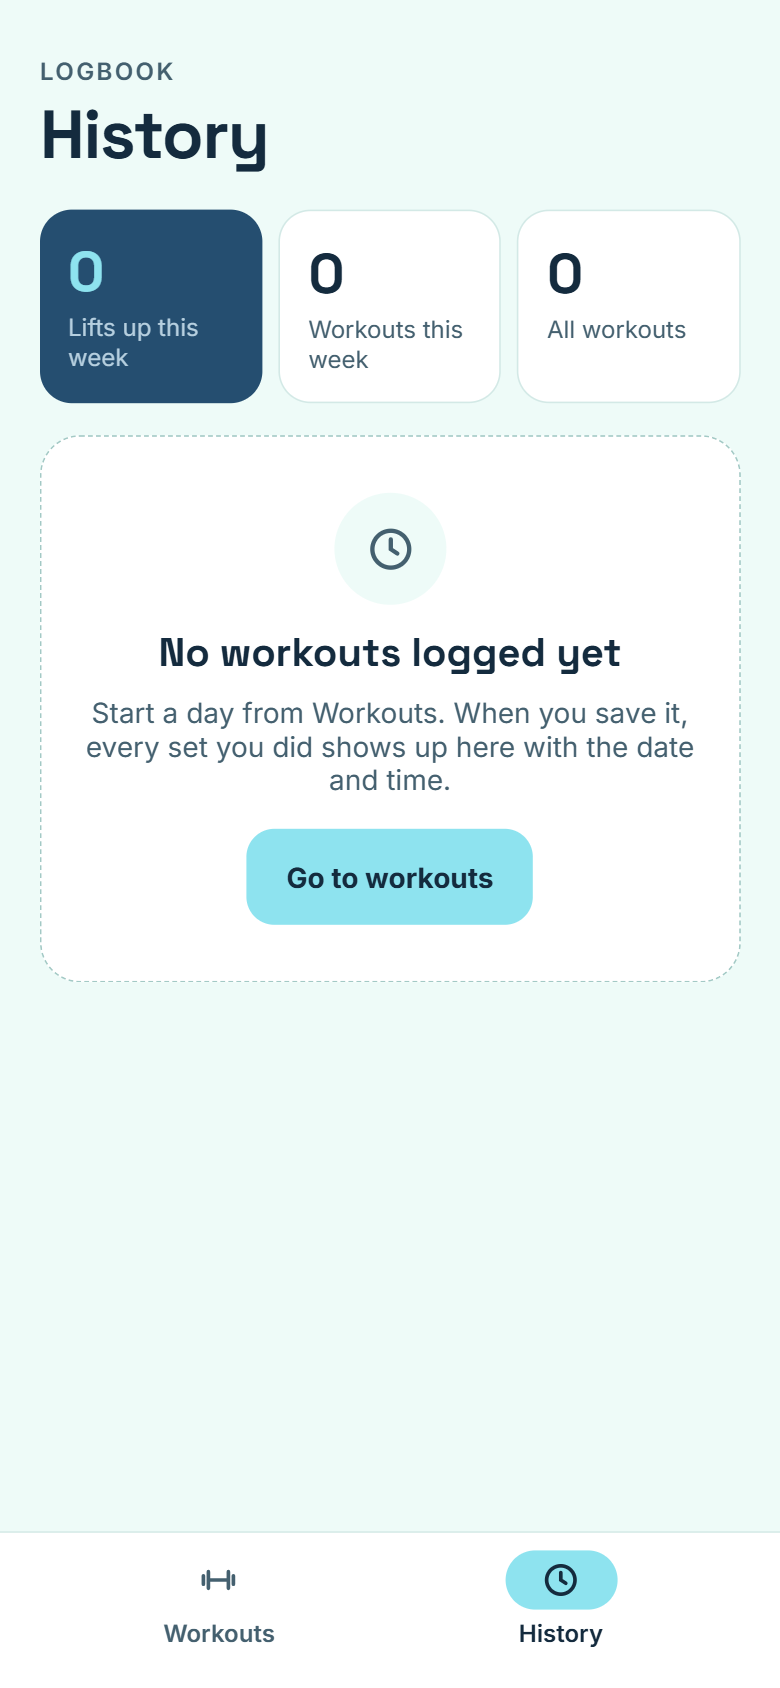 LOGBOOK
History
0
Lifts up this
week
0
Workouts this
week
0
All workouts
No workouts logged yet
Start a day from Workouts. When you save it,
every set you did shows up here with the date
and time.
Go to workouts
Workouts
History